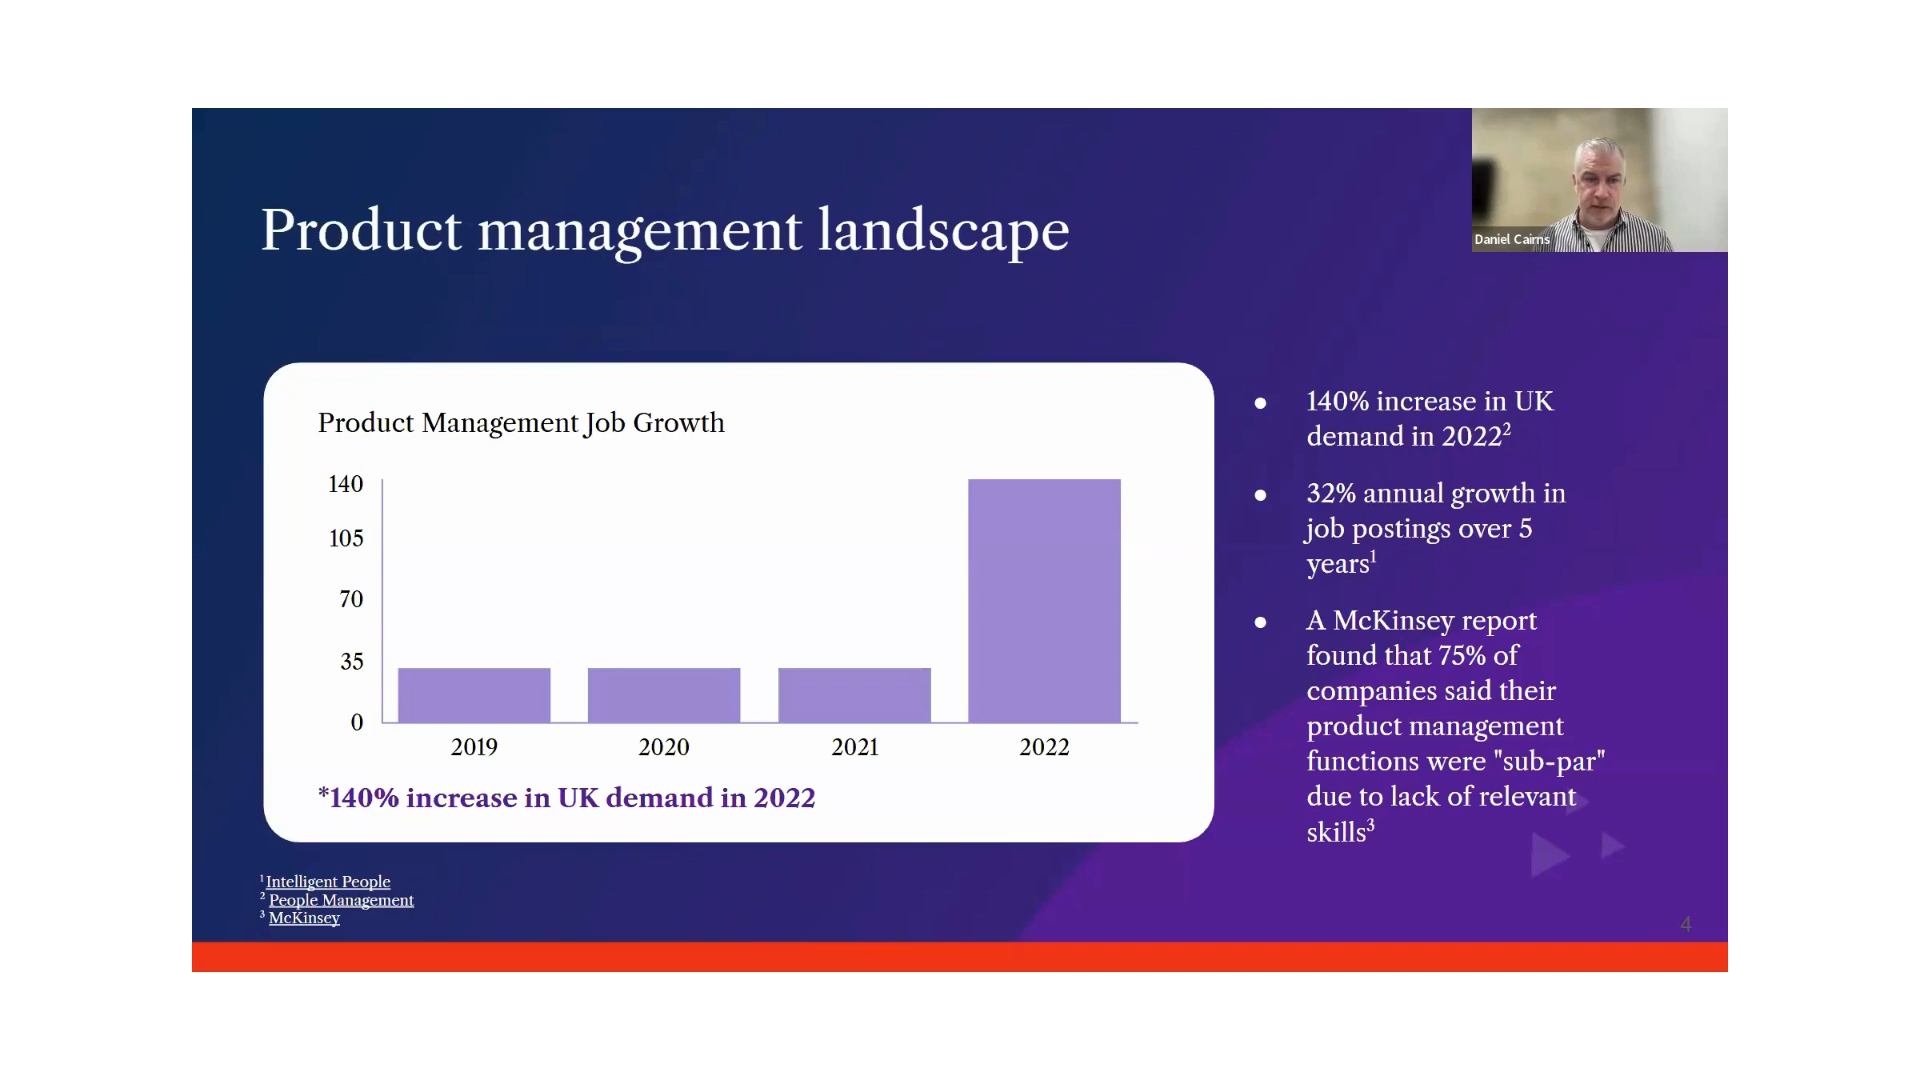 Daniel Cairns
Product management landscape
Product Management Job Growth
140
105
70
35
0
2019 2020 2021 2022
*140% increase in UK demand in 2022
● 140% increase in UK
demand in 2022²
● 32% annual growth in
job postings over 5
years¹
● A McKinsey report
found that 75% of
companies said their
product management
functions were "sub-par"
due to lack of relevant
skills³
¹ Intelligent People
² People Management
³ McKinsey
4